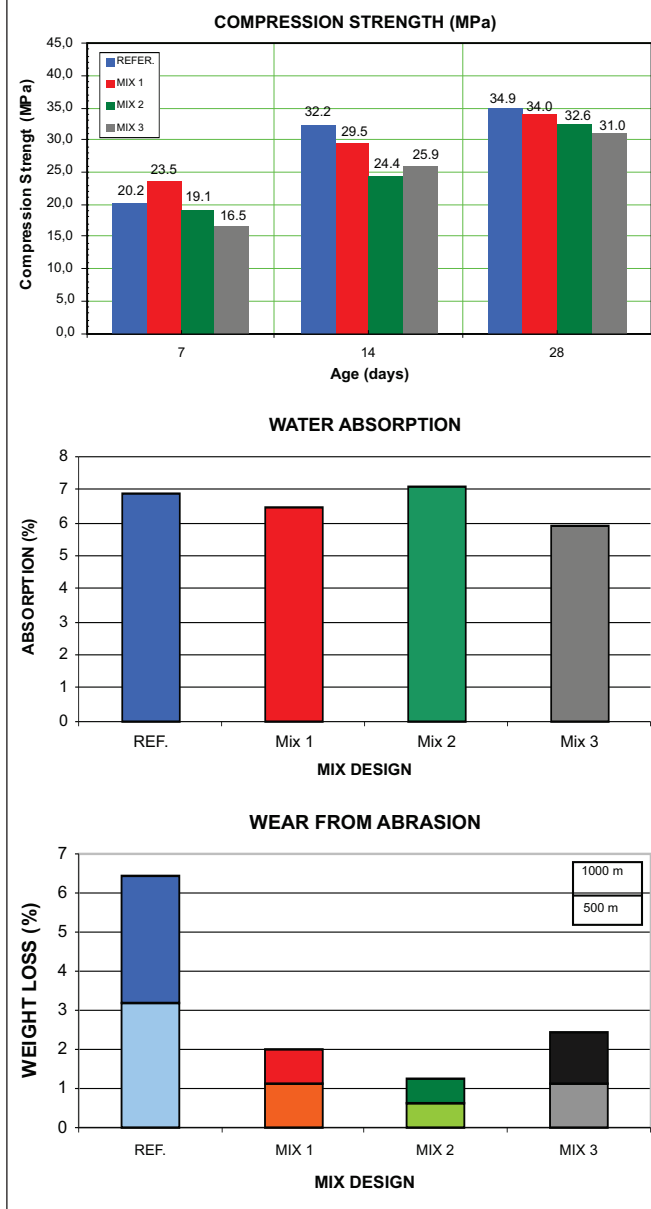 COMPRESSION STRENGTH (MPa)
Compression Strengt (MPa)
45,0
40,0
35,0
30,0
25,0
20,0
15,0
10,0
5,0
0,0
REFER.
MIX 1
MIX 2
MIX 3
20.2
23.5
19.1
16.5
32.2
29.5
24.4
25.9
34.9
34.0
32.6
31.0
7 14 28
Age (days)
WATER ABSORPTION
ABSORPTION (%)
8
7
6
5
4
3
2
1
0
REF. Mix 1 Mix 2 Mix 3
MIX DESIGN
WEAR FROM ABRASION
WEIGHT LOSS (%)
7
6
5
4
3
2
1
0
1000 m
500 m
REF. MIX 1 MIX 2 MIX 3
MIX DESIGN